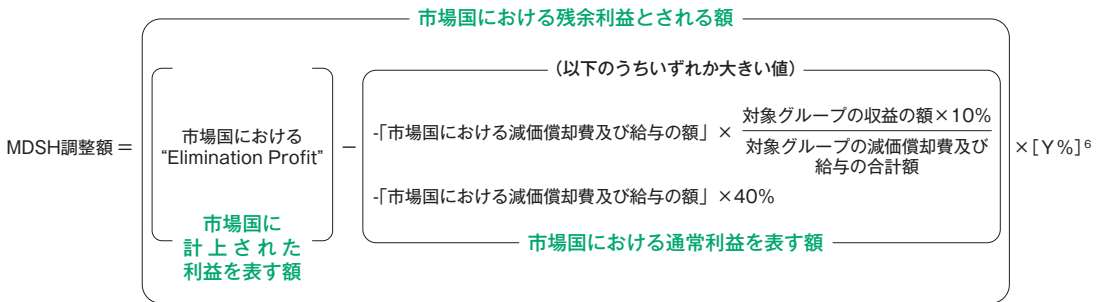 市場国における残余利益とされる額
(以下のうちいずれか大きい値)
MDSH調整額＝
市場国における
“Elimination Profit”
−
-「市場国における減価償却費及び給与の額」 × 対象グループの収益の額×10%
対象グループの減価償却費及び
給与の合計額
-「市場国における減価償却費及び給与の額」 ×40%
×[Y%]⁶
市場国に
計上された
利益を表す額
市場国における通常利益を表す額